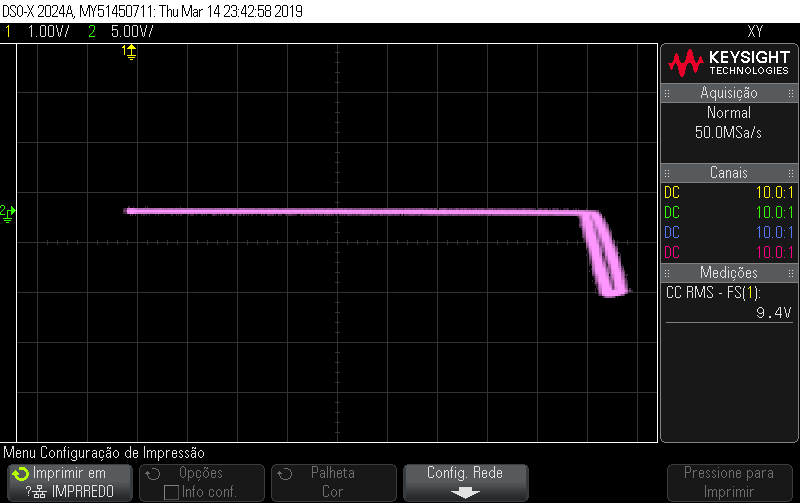 DSO-X 2024A, MY51450711: Thu Mar 14 23:42:58 2019
1 1.00V/ 2 5.00V/ XY
1
2
KEYSIGHT
TECHNOLOGIES
Aquisição
Normal
50.0MSa/s
Canais
DC 10.0:1
DC 10.0:1
DC 10.0:1
DC 10.0:1
Medições
CC RMS - FS(1):
9.4V
Menu Configuração de Impressão
Imprimir em
? IMPRREDO
Opções
Info conf.
Palheta
Cor
Config. Rede
Pressione para
Imprimir